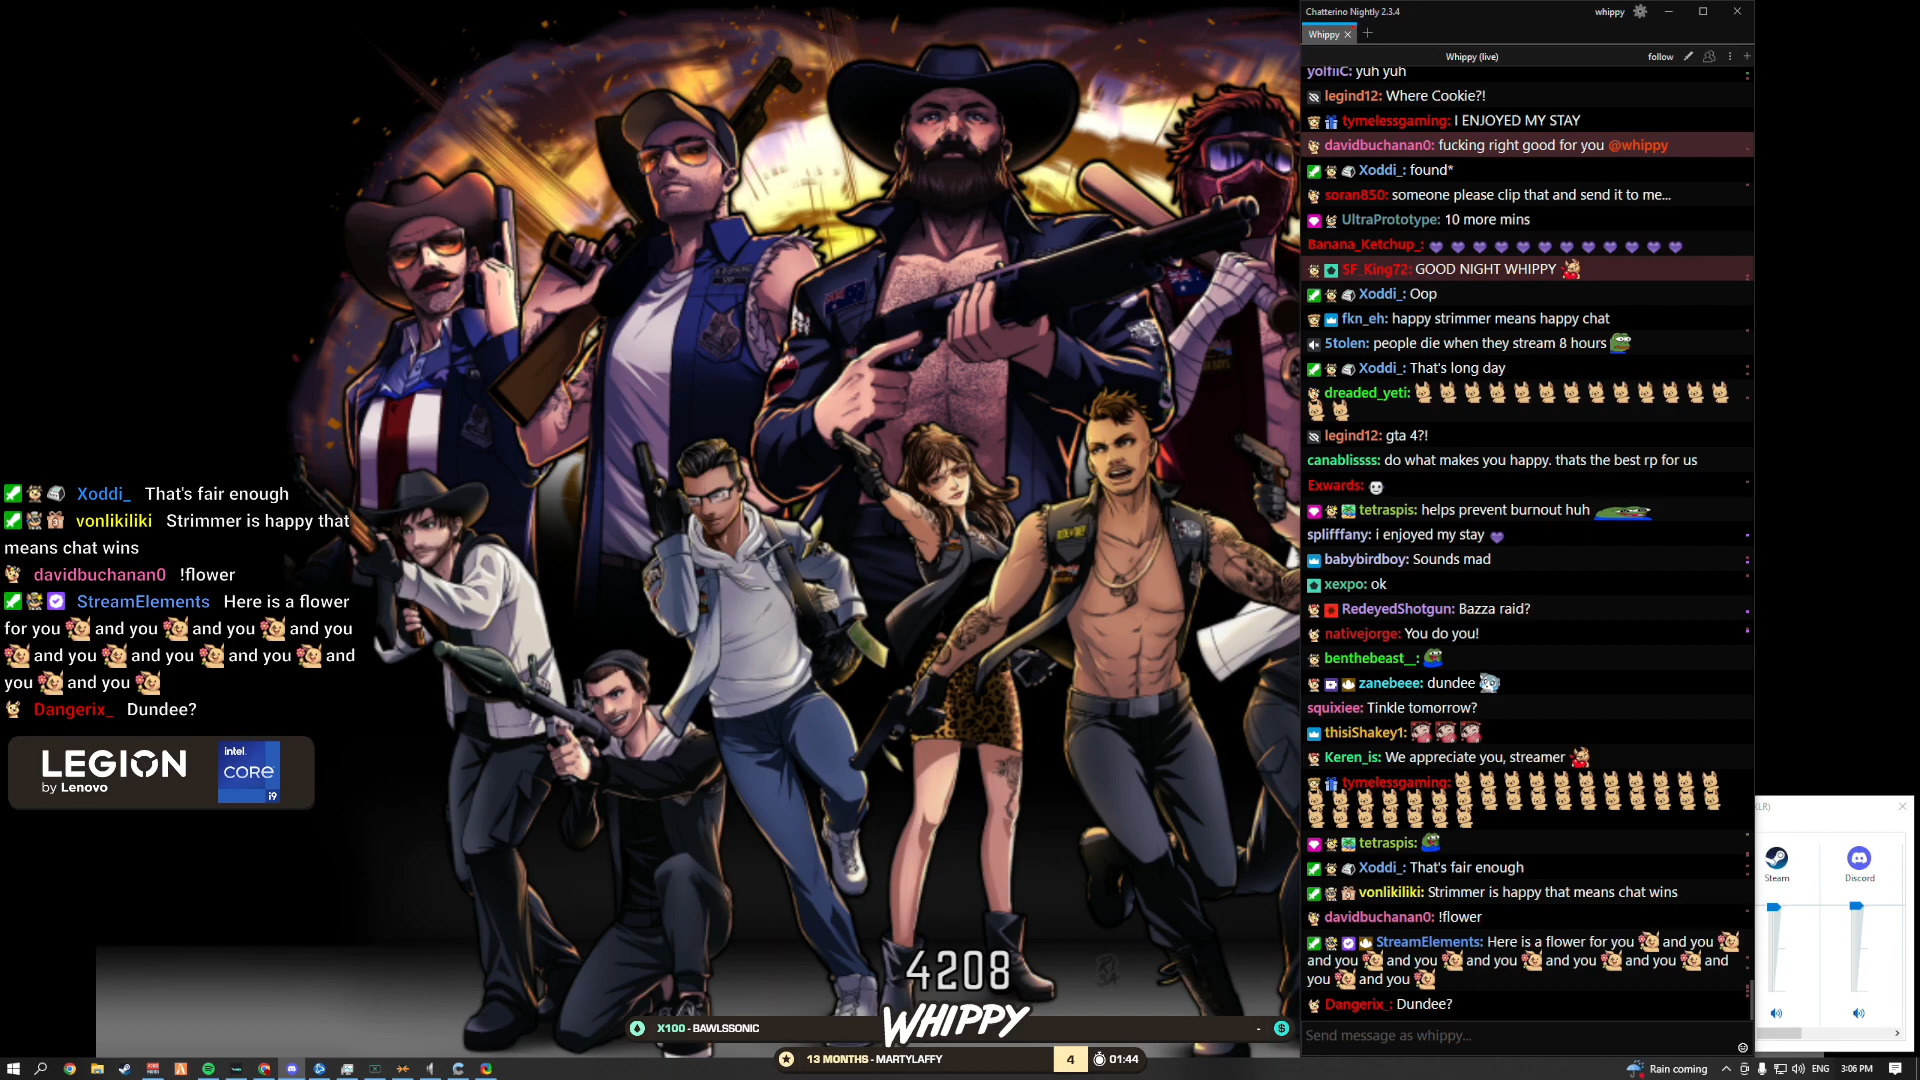 Xoddi_ That's fair enough
vonlikiliki Strimmer is happy that
means chat wins
davidbuchanan0 !flower
StreamElements Here is a flower
for you and you and you and you
and you and you and you and
you and you
Dangerix_ Dundee?
LEGION
by Lenovo
intel.
CORE
i9
4208
WHIPPY
X100 - BAWLSSONIC
-
13 MONTHS - MARTYLAFFY
4
01:44
Chatterino Nightly 2.3.4
whippy
Whippy
Whippy (live)
follow
yolfiiC: yuh yuh
legind12: Where Cookie?!
tymelessgaming: I ENJOYED MY STAY
davidbuchanan0: fucking right good for you @whippy
Xoddi_: found*
soran850: someone please clip that and send it to me...
UltraPrototype: 10 more mins
Banana_Ketchup_:
SF_King72: GOOD NIGHT WHIPPY
Xoddi_: Oop
fkn_eh: happy strimmer means happy chat
5tolen: people die when they stream 8 hours
Xoddi_: That's long day
dreaded_yeti:
legind12: gta 4?!
canablissss: do what makes you happy. thats the best rp for us
Exwards:
tetraspis: helps prevent burnout huh
splifffany: i enjoyed my stay
babybirdboy: Sounds mad
xexpo: ok
RedeyedShotgun: Bazza raid?
nativejorge: You do you!
benthebeast__:
zanebeee: dundee
squixiee: Tinkle tomorrow?
thisiShakey1:
Keren_is: We appreciate you, streamer
tymelessgaming:
tetraspis:
Xoddi_: That's fair enough
vonlikiliki: Strimmer is happy that means chat wins
davidbuchanan0: !flower
StreamElements: Here is a flower for you and you
and you and you and you and you and you and
you and you
Dangerix_: Dundee?
Send message as whippy...
Steam
Discord
Rain coming
ENG
3:06 PM